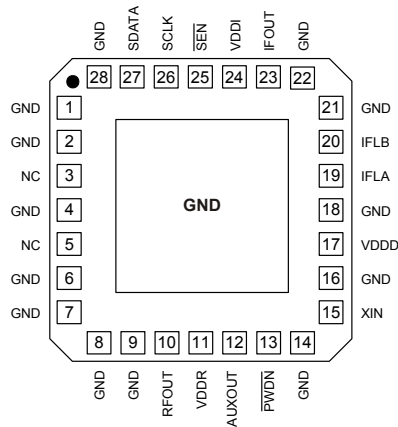 GND
SDATA
SCLK
SEN
VDDI
IFOUT
GND
28 27 26 25 24 23 22
GND 1
GND 2
NC 3
GND 4
NC 5
GND 6
GND 7
GND
21 GND
20 IFLB
19 IFLA
18 GND
17 VDDD
16 GND
15 XIN
8 9 10 11 12 13 14
GND
GND
RFOUT
VDDR
AUXOUT
PWDN
GND